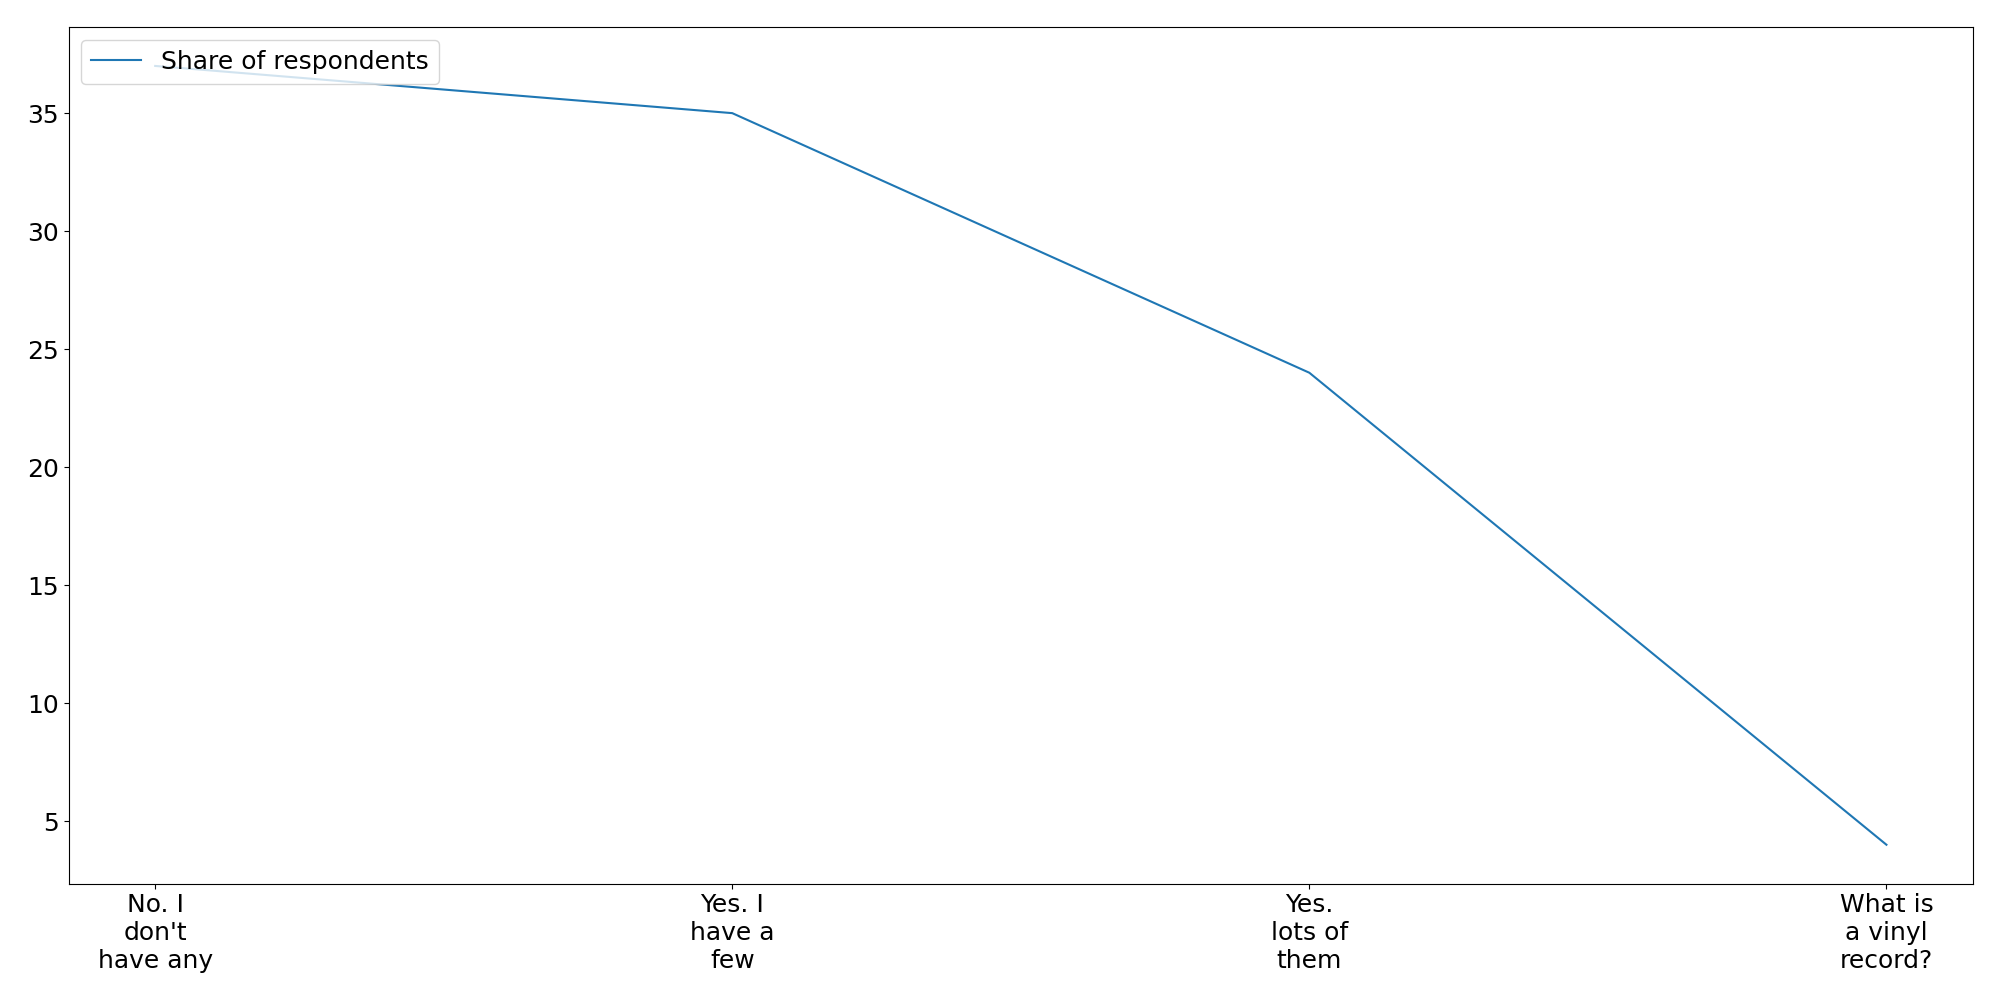 Share of respondents
35
30
25
20
15
10
5
No. I
don't
have any
Yes. I
have a
few
Yes.
lots of
them
What is
a vinyl
record?